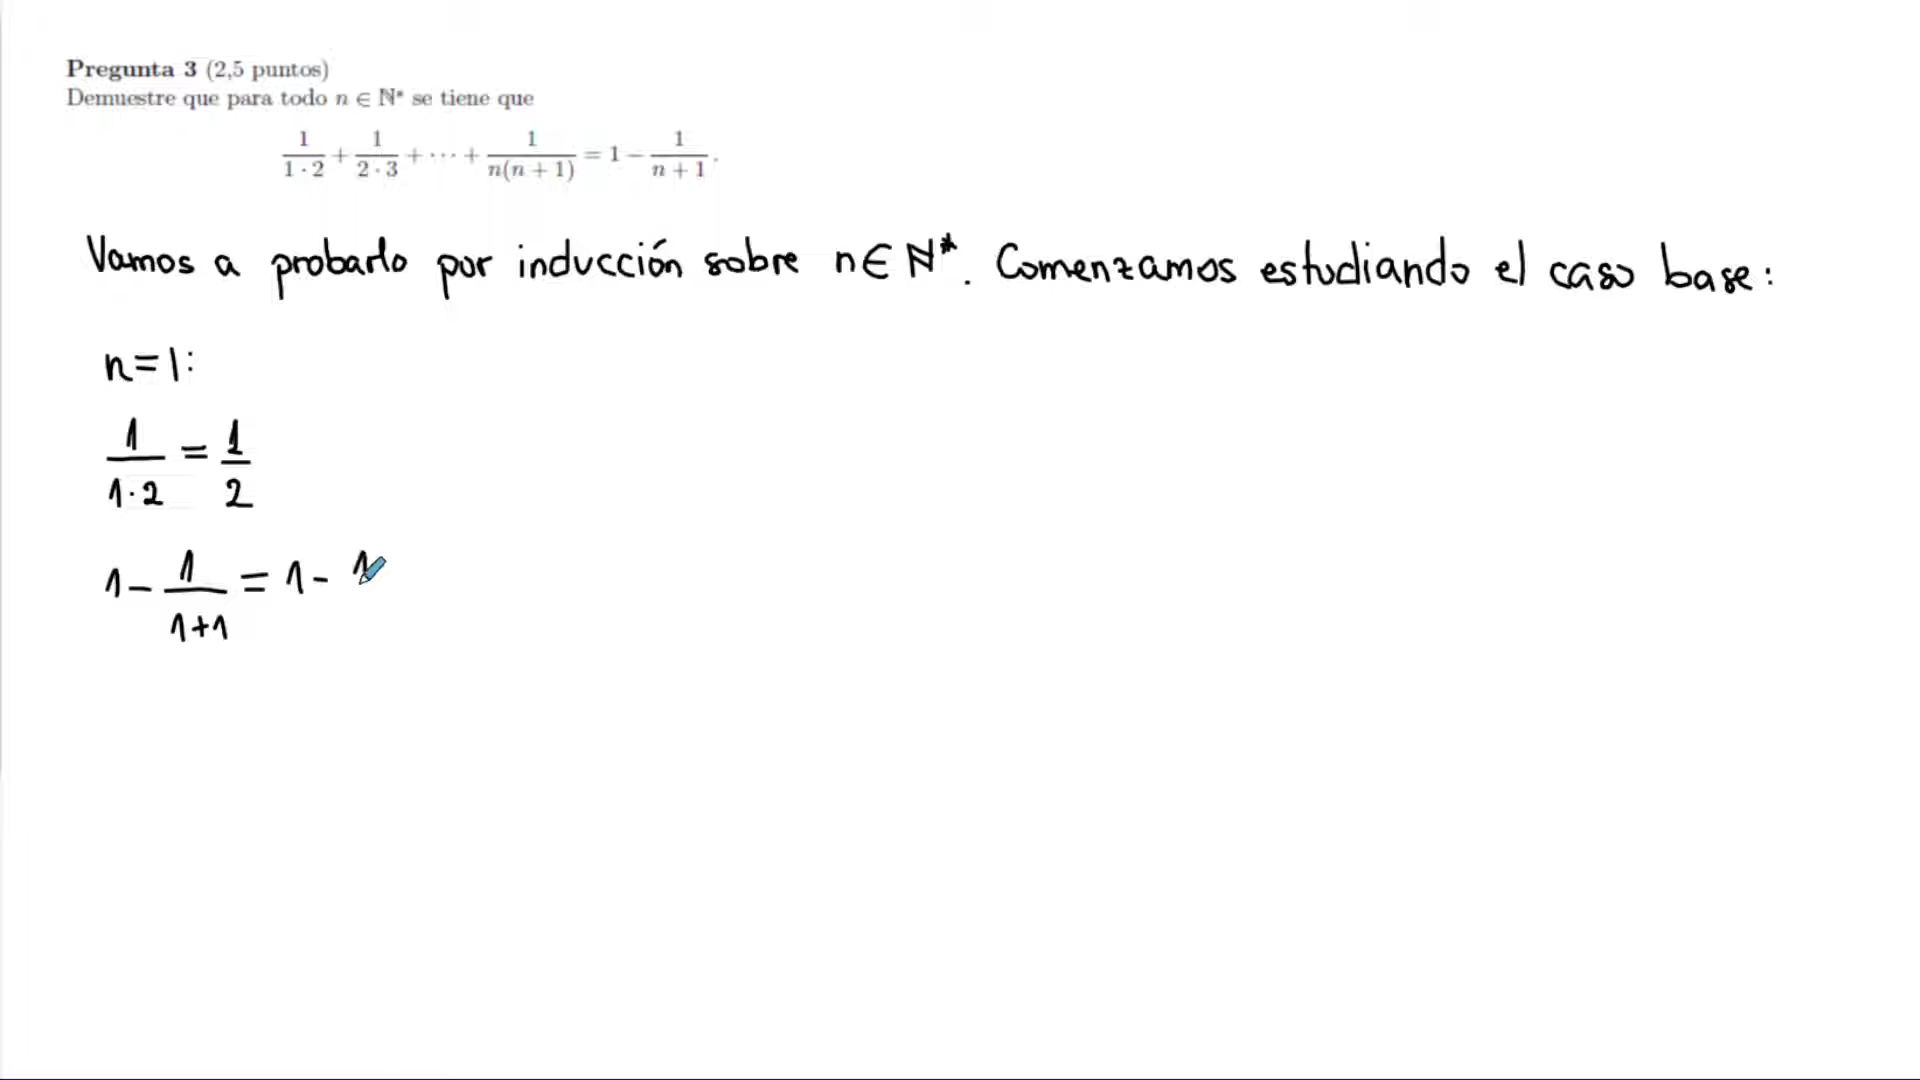 Pregunta 3 (2,5 puntos)
Demuestre que para todo n ∈ ℕ* se tiene que
1/(1 · 2) + 1/(2 · 3) + ··· + 1/(n(n + 1)) = 1 − 1/(n + 1).
Vamos a probarlo por inducción sobre n ∈ ℕ*. Comenzamos estudiando el caso base:
n=1:
1/(1·2) = 1/2
1 − 1/(1+1) = 1 − 1